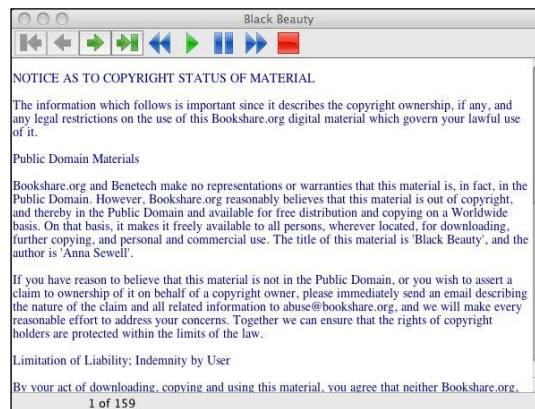 Black Beauty
NOTICE AS TO COPYRIGHT STATUS OF MATERIAL
The information which follows is important since it describes the copyright ownership, if any, and
any legal restrictions on the use of this Bookshare.org digital material which govern your lawful use
of it.
Public Domain Materials
Bookshare.org and Benetech make no representations or warranties that this material is, in fact, in the
Public Domain. However, Bookshare.org reasonably believes that this material is out of copyright,
and thereby in the Public Domain and available for free distribution and copying on a Worldwide
basis. On that basis, it makes it freely available to all persons, wherever located, for downloading,
further copying, and personal and commercial use. The title of this material is 'Black Beauty', and the
author is 'Anna Sewell'.
If you have reason to believe that this material is not in the Public Domain, or you wish to assert a
claim to ownership of it on behalf of a copyright owner, please immediately send an email describing
the nature of the claim and all related information to abuse@bookshare.org, and we will make every
reasonable effort to address your concerns. Together we can ensure that the rights of copyright
holders are protected within the limits of the law.
Limitation of Liability; Indemnity by User
By your act of downloading, copying and using this material, you agree that neither Bookshare.org,
1 of 159